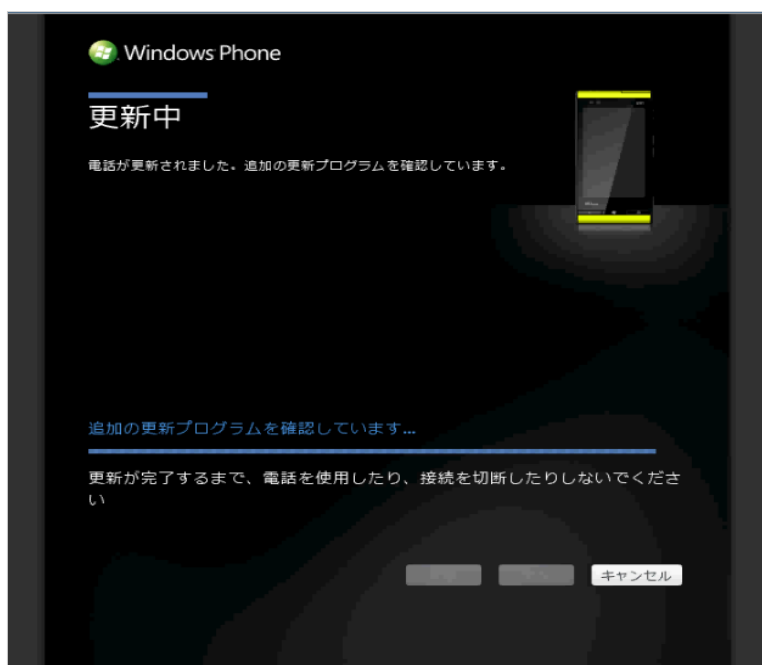 Windows Phone
更新中
電話が更新されました。追加の更新プログラムを確認しています。
追加の更新プログラムを確認しています...
更新が完了するまで、電話を使用したり、接続を切断したりしないでくださ
い
キャンセル